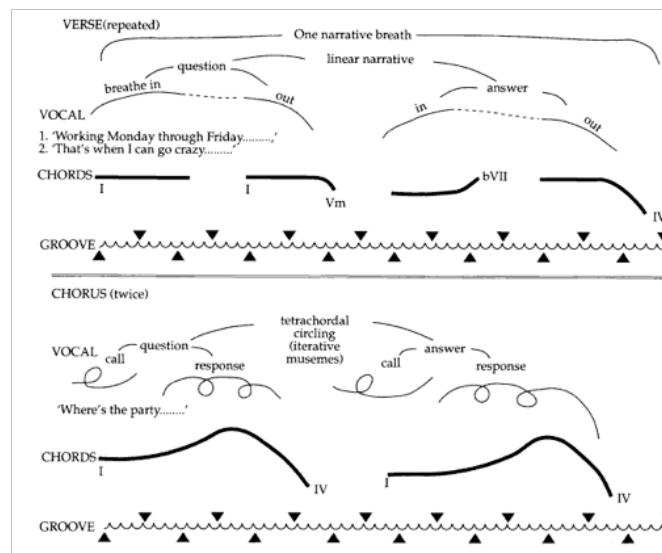 VERSE(repeated)
One narrative breath
question
linear narrative
breathe in
out
in
answer
out
VOCAL
1. 'Working Monday through Friday.........,'
2. 'That's when I can go crazy.........'
CHORDS
I
I
Vm
bVII
IV
GROOVE
CHORUS (twice)
tetrachordal
circling
(iterative
musemes)
VOCAL
call
question
response
call
answer
response
'Where's the party........'
CHORDS
I
IV
I
IV
GROOVE